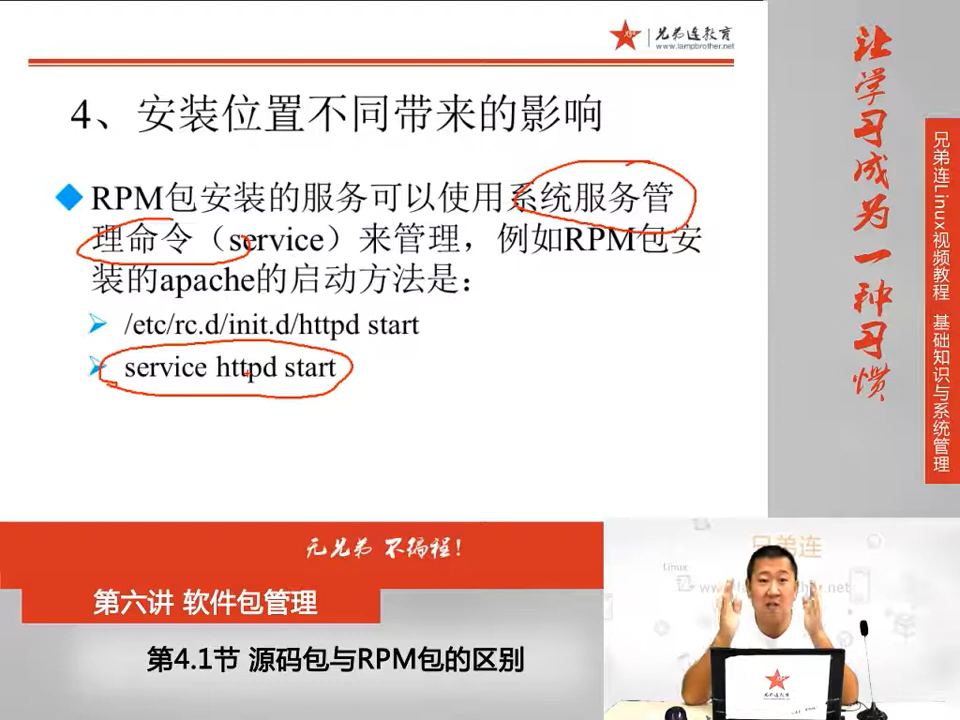 兄弟连教育
www.lampbrother.net
4、安装位置不同带来的影响
RPM包安装的服务可以使用系统服务管
理命令（service）来管理，例如RPM包安
装的apache的启动方法是：
/etc/rc.d/init.d/httpd start
service httpd start
让学习成为一种习惯
兄弟连Linux视频教程 基础知识与系统管理
无兄弟 不编程！
第六讲 软件包管理
第4.1节 源码包与RPM包的区别
兄弟连
Linux